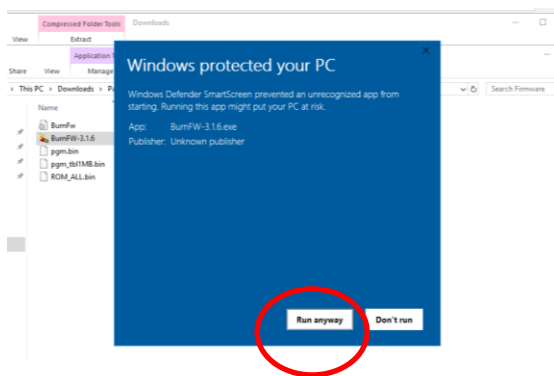 Compressed Folder Tools
Downloads
View
Extract
Application T
Share
View
Manage
This PC > Downloads > Pa
Search Firmware
Name
BurnFw
BurnFW-3.1.6
pgm.bin
pgm_tbl1MB.bin
ROM_ALL.bin
Windows protected your PC
Windows Defender SmartScreen prevented an unrecognized app from
starting. Running this app might put your PC at risk.
App: BurnFW-3.1.6.exe
Publisher: Unknown publisher
Run anyway
Don't run